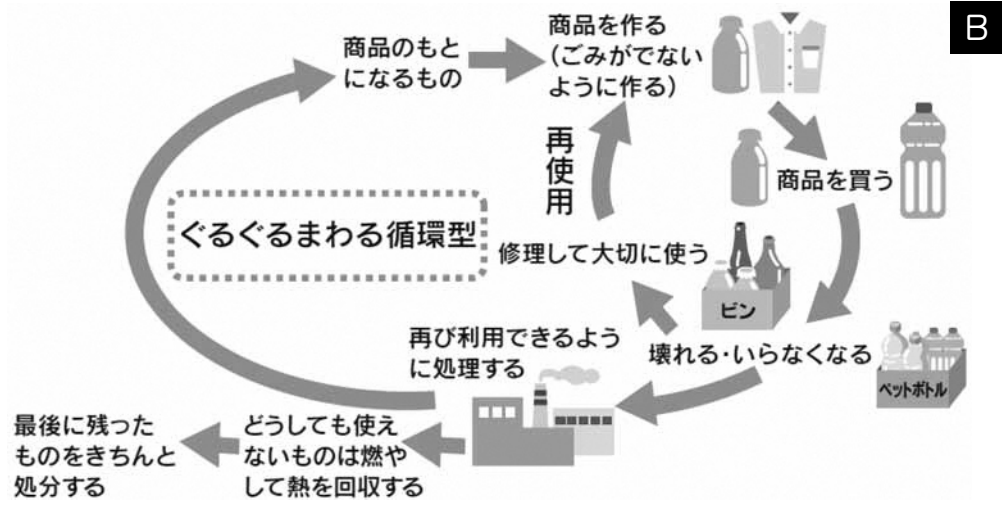 B
商品のもと
になるもの
商品を作る
(ごみがでない
ように作る)
商品を買う
再使用
ぐるぐるまわる循環型
修理して大切に使う
ビン
壊れる・いらなくなる
ペットボトル
再び利用できるよう
に処理する
どうしても使え
ないものは燃や
して熱を回収する
最後に残った
ものをきちんと
処分する